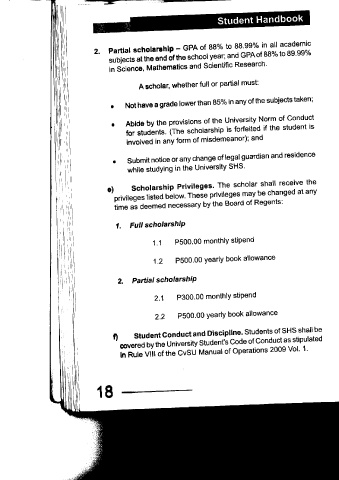 Student Handbook
2. Partial scholarship – GPA of 88% to 88.99% in all academic
subjects at the end of the school year; and GPA of 88% to 89.99%
in Science, Mathematics and Scientific Research.
A scholar, whether full or partial must:
• Not have a grade lower than 85% in any of the subjects taken;
• Abide by the provisions of the University Norm of Conduct
for students. (The scholarship is forfeited if the student is
involved in any form of misdemeanor); and
• Submit notice or any change of legal guardian and residence
while studying in the University SHS.
e) Scholarship Privileges. The scholar shall receive the
privileges listed below. These privileges may be changed at any
time as deemed necessary by the Board of Regents:
1. Full scholarship
1.1 P500.00 monthly stipend
1.2 P500.00 yearly book allowance
2. Partial scholarship
2.1 P300.00 monthly stipend
2.2 P500.00 yearly book allowance
f) Student Conduct and Discipline. Students of SHS shall be
covered by the University Student's Code of Conduct as stipulated
in Rule VIII of the CvSU Manual of Operations 2009 Vol. 1.
18